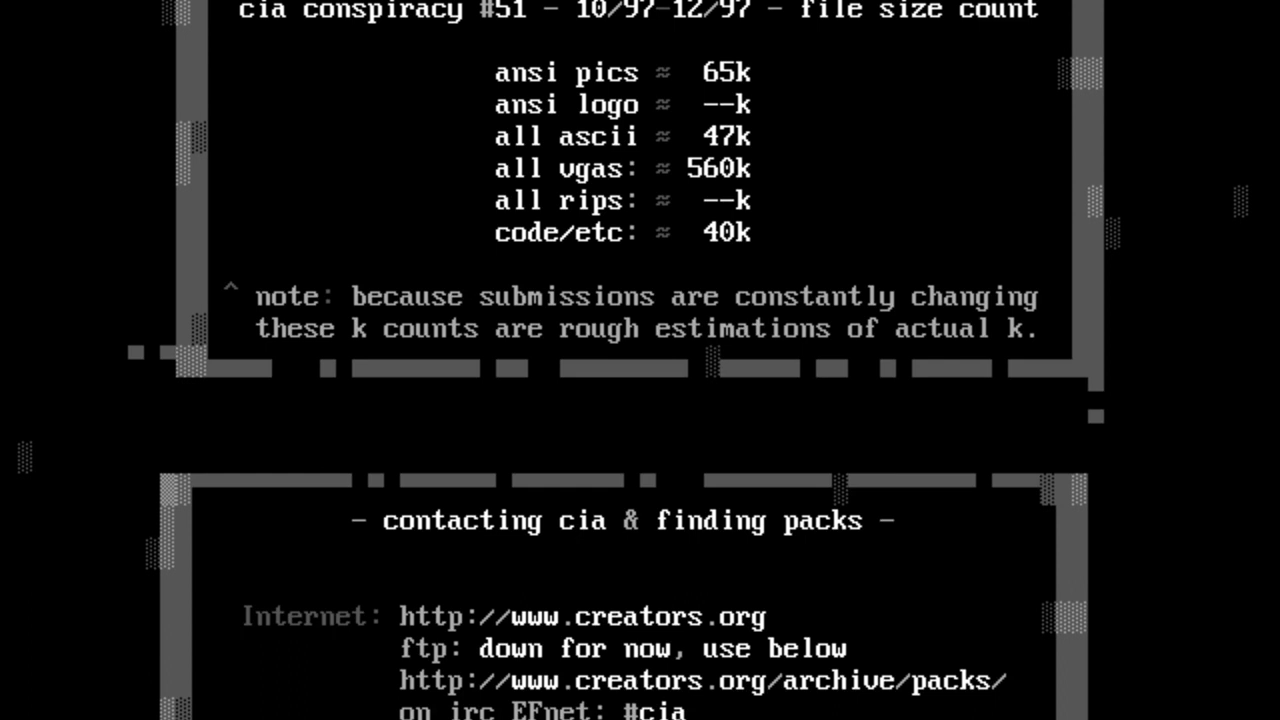 cia conspiracy #51 - 10/97-12/97 - file size count
ansi pics ≈ 65k
ansi logo ≈ --k
all ascii ≈ 47k
all vgas: ≈ 560k
all rips: ≈ --k
code/etc: ≈ 40k
^ note: because submissions are constantly changing
these k counts are rough estimations of actual k.
- contacting cia & finding packs -
Internet: http://www.creators.org
ftp: down for now, use below
http://www.creators.org/archive/packs/
on irc EFnet: #cia